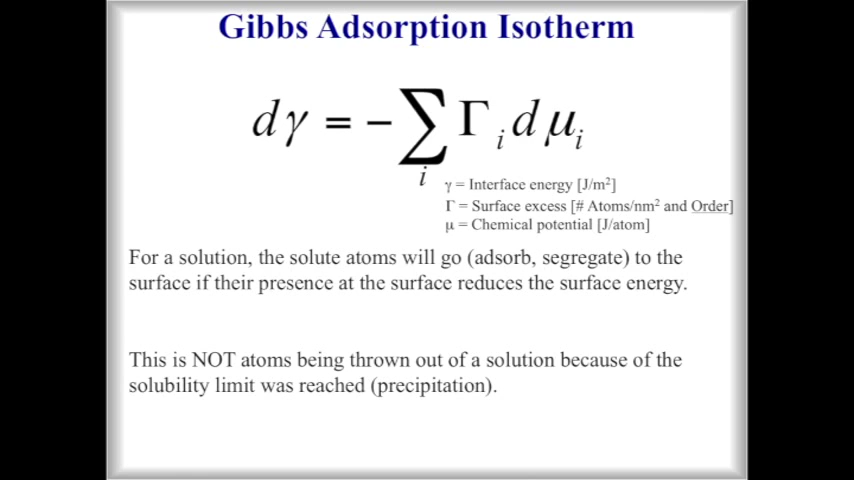 Gibbs Adsorption Isotherm
dγ = −∑Γᵢdμᵢ
i
γ = Interface energy [J/m²]
Γ = Surface excess [# Atoms/nm² and Order]
μ = Chemical potential [J/atom]
For a solution, the solute atoms will go (adsorb, segregate) to the
surface if their presence at the surface reduces the surface energy.
This is NOT atoms being thrown out of a solution because of the
solubility limit was reached (precipitation).